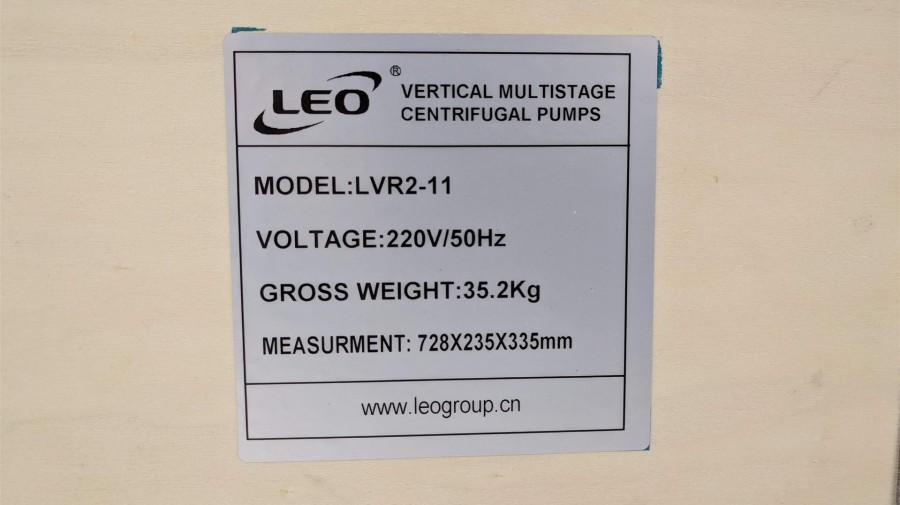 LEO®
VERTICAL MULTISTAGE
CENTRIFUGAL PUMPS
MODEL:LVR2-11
VOLTAGE:220V/50Hz
GROSS WEIGHT:35.2Kg
MEASURMENT: 728X235X335mm
www.leogroup.cn